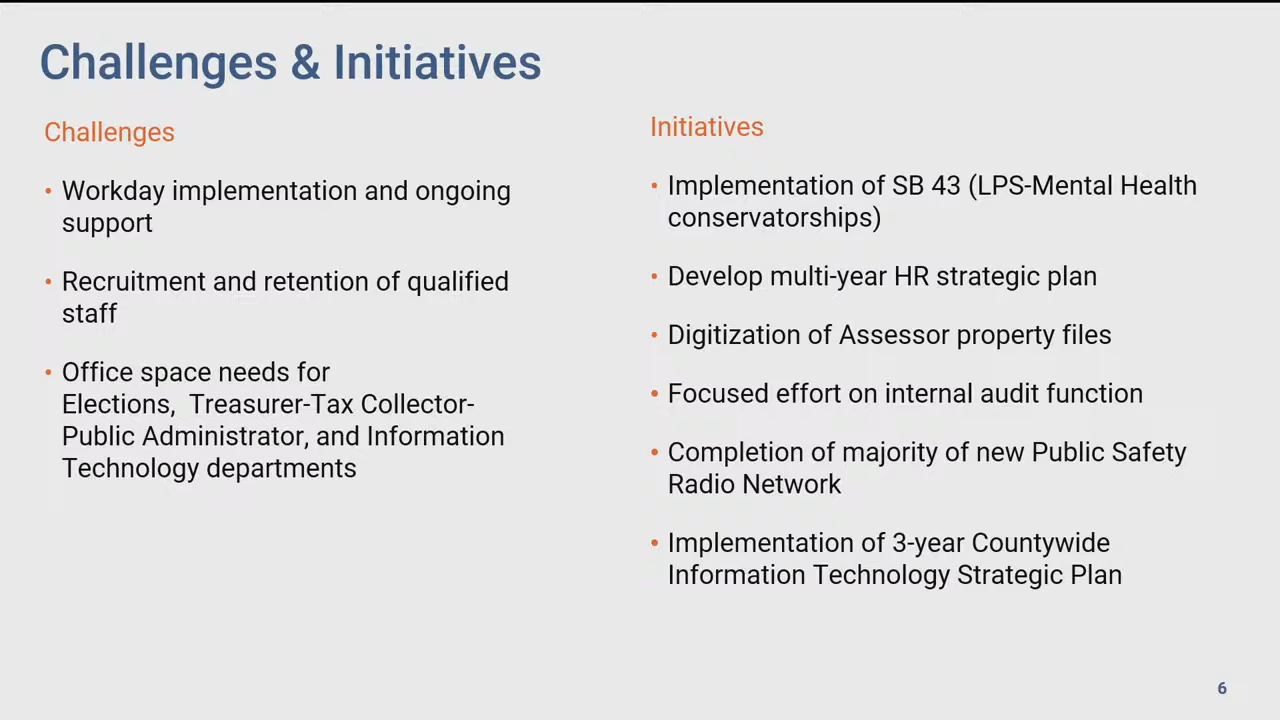 Challenges & Initiatives
Challenges
• Workday implementation and ongoing
support
• Recruitment and retention of qualified
staff
• Office space needs for
Elections,  Treasurer-Tax Collector-
Public Administrator, and Information
Technology departments
Initiatives
• Implementation of SB 43 (LPS-Mental Health
conservatorships)
• Develop multi-year HR strategic plan
• Digitization of Assessor property files
• Focused effort on internal audit function
• Completion of majority of new Public Safety
Radio Network
• Implementation of 3-year Countywide
Information Technology Strategic Plan
6